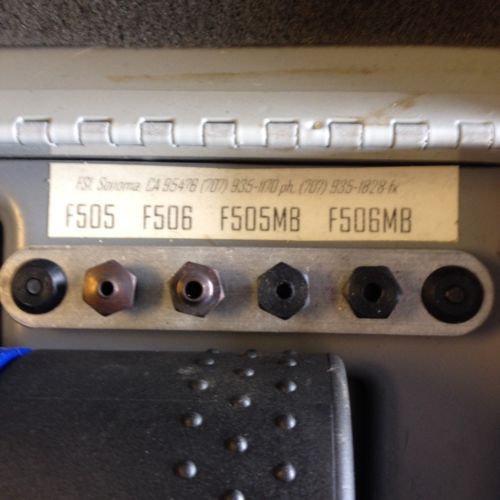 FSI, Sonoma, CA 95476 (707) 935-1170 ph. (707) 935-1828-fx
F505 F506 F505MB F506MB